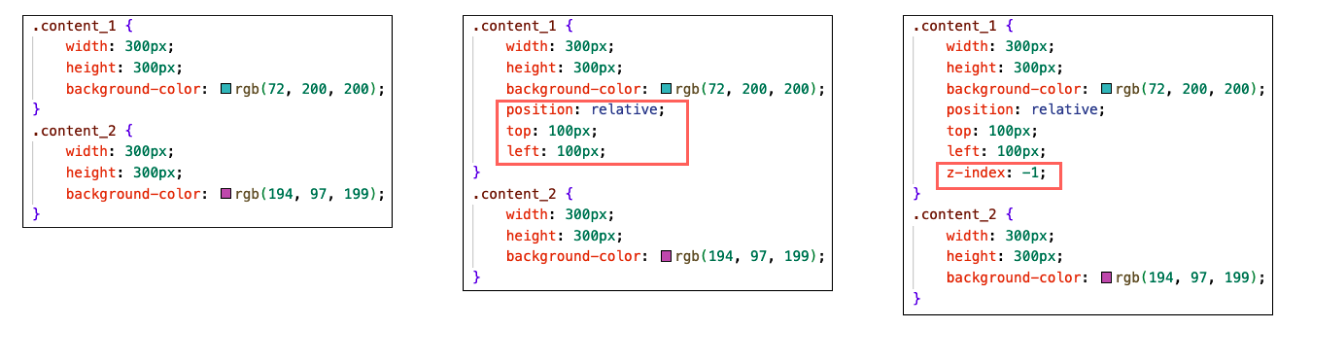 .content_1 {
width: 300px;
height: 300px;
background-color: rgb(72, 200, 200);
}
.content_2 {
width: 300px;
height: 300px;
background-color: rgb(194, 97, 199);
}
.content_1 {
width: 300px;
height: 300px;
background-color: rgb(72, 200, 200);
position: relative;
top: 100px;
left: 100px;
}
.content_2 {
width: 300px;
height: 300px;
background-color: rgb(194, 97, 199);
}
.content_1 {
width: 300px;
height: 300px;
background-color: rgb(72, 200, 200);
position: relative;
top: 100px;
left: 100px;
z-index: -1;
}
.content_2 {
width: 300px;
height: 300px;
background-color: rgb(194, 97, 199);
}